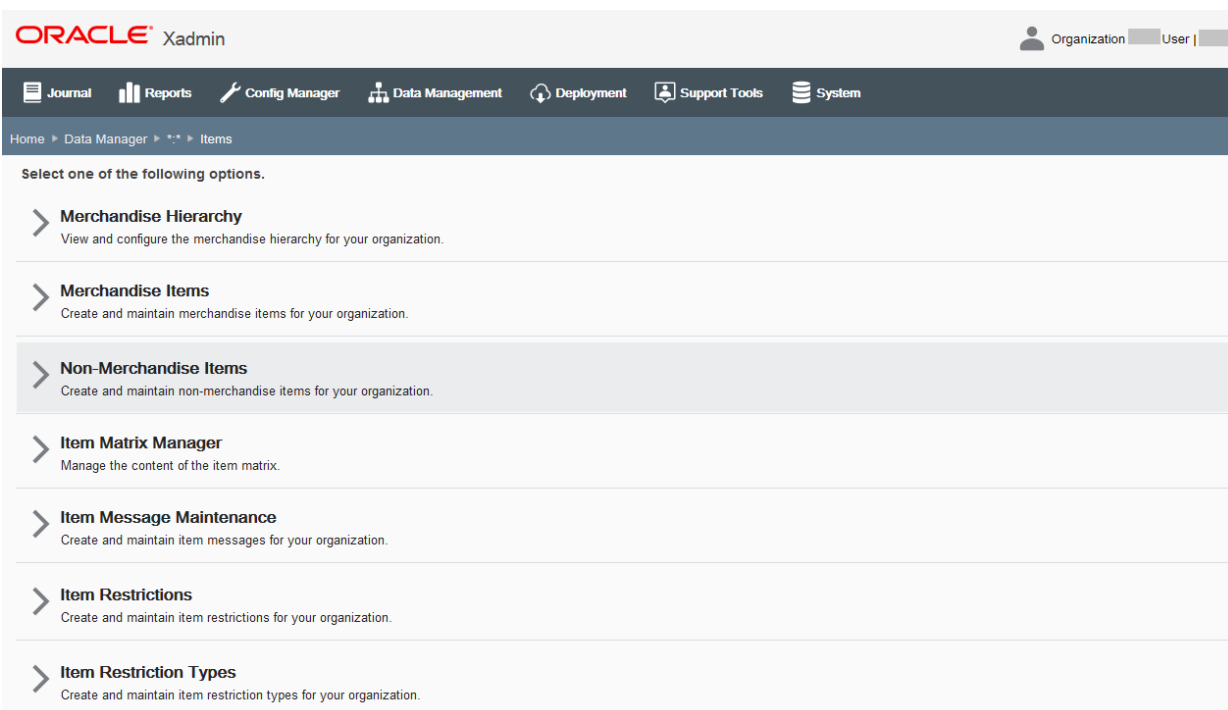 ORACLE® Xadmin
Organization User |
Journal Reports Config Manager Data Management Deployment Support Tools System
Home Data Manager *:* Items
Select one of the following options.
Merchandise Hierarchy
View and configure the merchandise hierarchy for your organization.
Merchandise Items
Create and maintain merchandise items for your organization.
Non-Merchandise Items
Create and maintain non-merchandise items for your organization.
Item Matrix Manager
Manage the content of the item matrix.
Item Message Maintenance
Create and maintain item messages for your organization.
Item Restrictions
Create and maintain item restrictions for your organization.
Item Restriction Types
Create and maintain item restriction types for your organization.